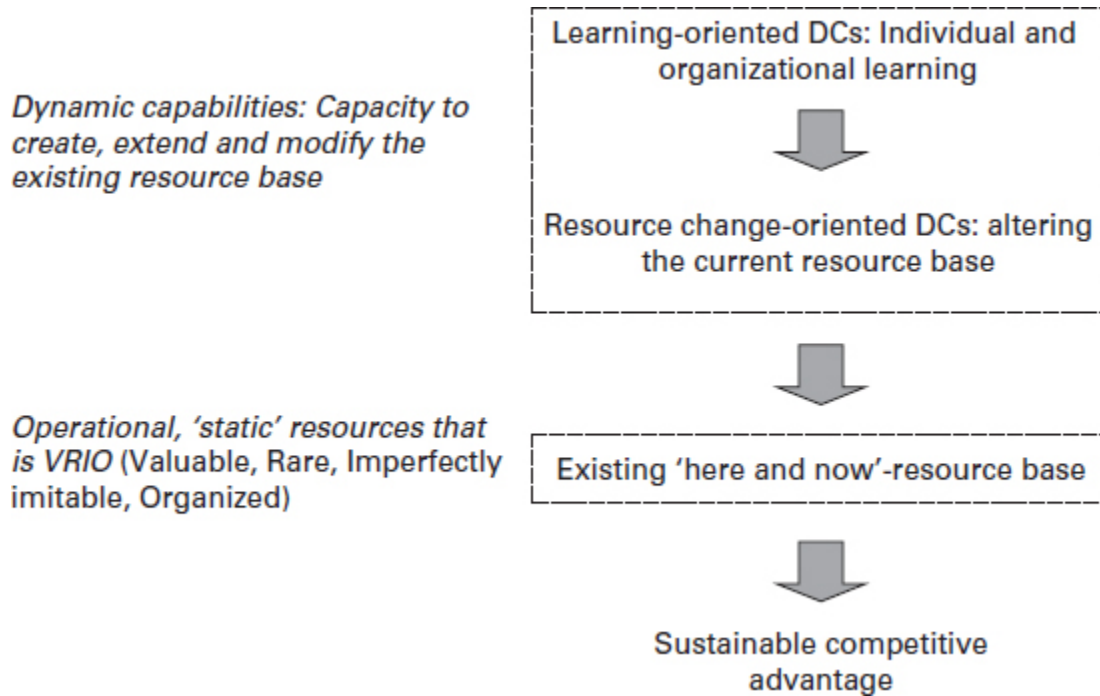 Learning-oriented DCs: Individual and
organizational learning
Dynamic capabilities: Capacity to
create, extend and modify the
existing resource base
Resource change-oriented DCs: altering
the current resource base
Operational, ‘static’ resources that
is VRIO (Valuable, Rare, Imperfectly
imitable, Organized)
Existing ‘here and now’-resource base
Sustainable competitive
advantage